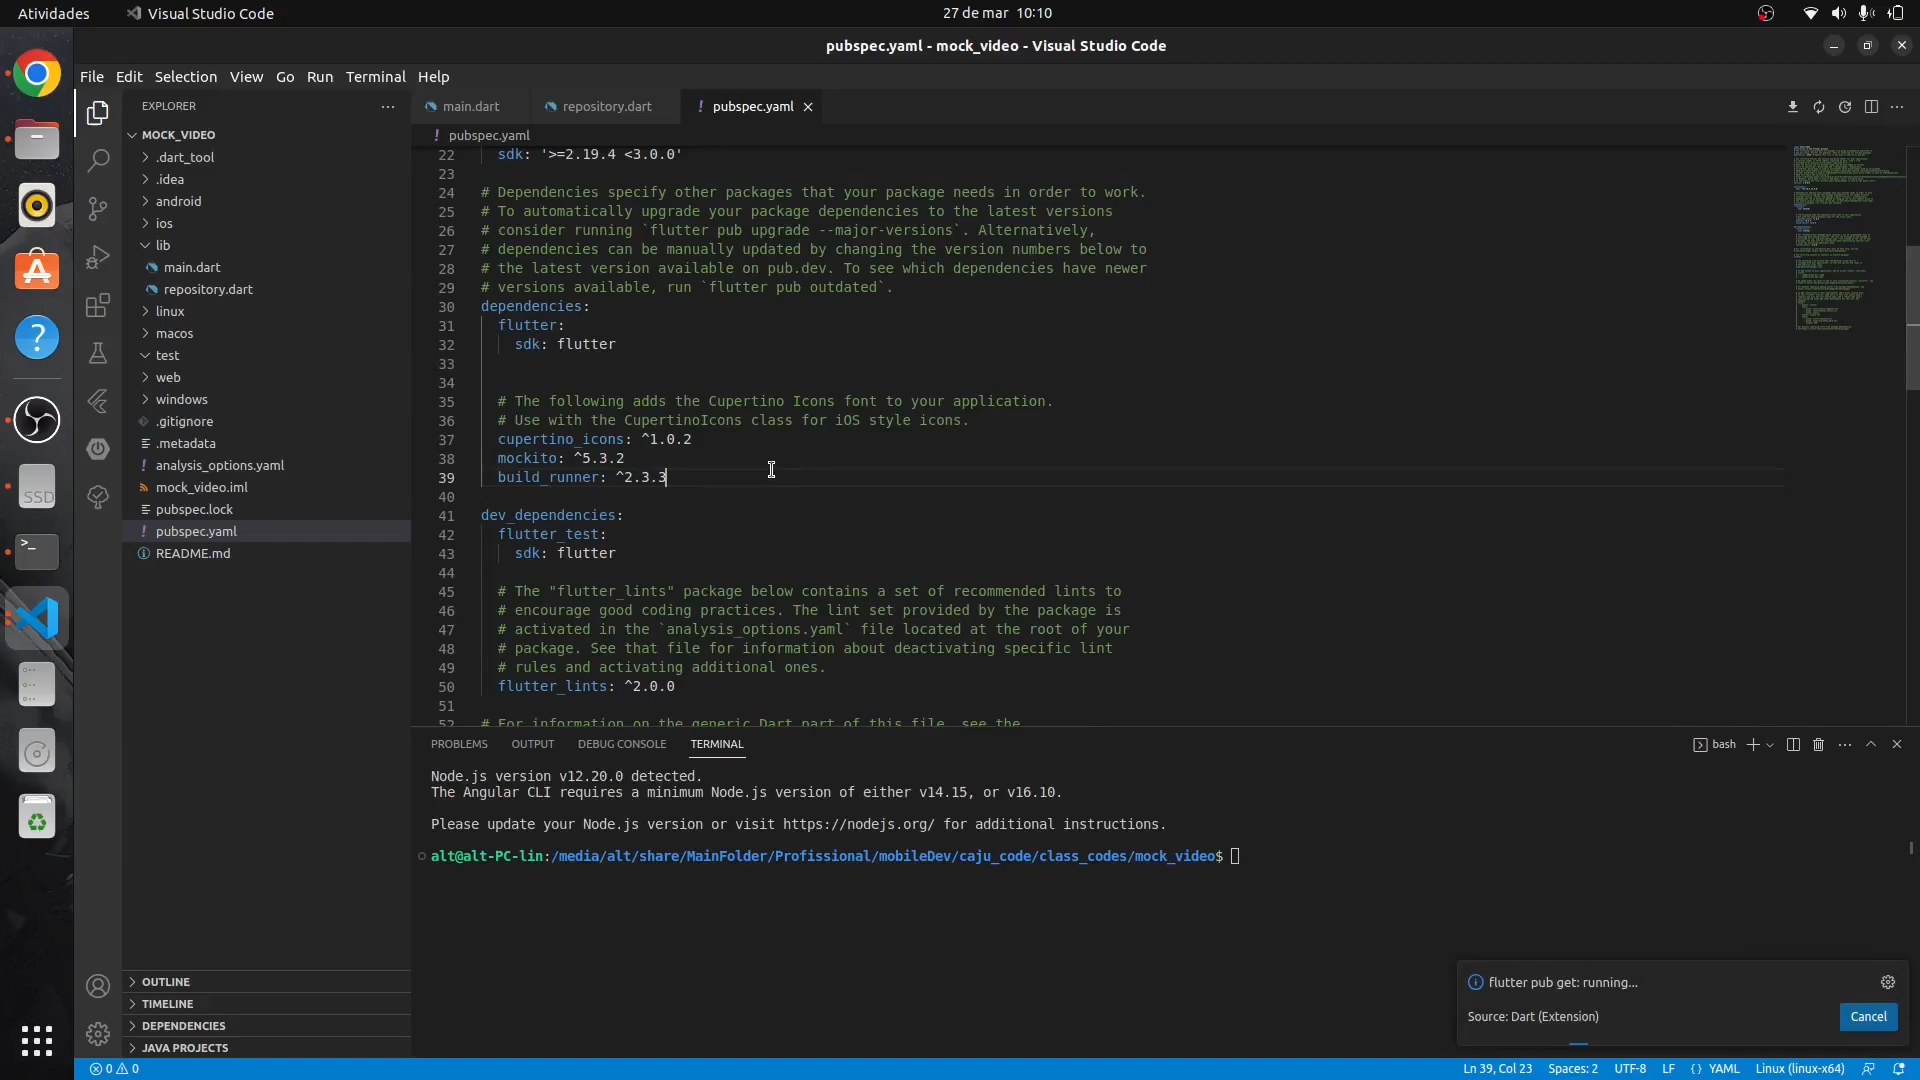 Atividades
Visual Studio Code
27 de mar 10:10
pubspec.yaml - mock_video - Visual Studio Code
File Edit Selection View Go Run Terminal Help
EXPLORER
MOCK_VIDEO
.dart_tool
.idea
android
ios
lib
main.dart
repository.dart
linux
macos
test
web
windows
.gitignore
.metadata
analysis_options.yaml
mock_video.iml
pubspec.lock
pubspec.yaml
README.md
OUTLINE
TIMELINE
DEPENDENCIES
JAVA PROJECTS
main.dart
repository.dart
pubspec.yaml
pubspec.yaml
22 sdk: '>=2.19.4 <3.0.0'
23
24 # Dependencies specify other packages that your package needs in order to work.
25 # To automatically upgrade your package dependencies to the latest versions
26 # consider running `flutter pub upgrade --major-versions`. Alternatively,
27 # dependencies can be manually updated by changing the version numbers below to
28 # the latest version available on pub.dev. To see which dependencies have newer
29 # versions available, run `flutter pub outdated`.
30 dependencies:
31 flutter:
32 sdk: flutter
33
34
35 # The following adds the Cupertino Icons font to your application.
36 # Use with the CupertinoIcons class for iOS style icons.
37 cupertino_icons: ^1.0.2
38 mockito: ^5.3.2
39 build_runner: ^2.3.3
40
41 dev_dependencies:
42 flutter_test:
43 sdk: flutter
44
45 # The "flutter_lints" package below contains a set of recommended lints to
46 # encourage good coding practices. The lint set provided by the package is
47 # activated in the `analysis_options.yaml` file located at the root of your
48 # package. See that file for information about deactivating specific lint
49 # rules and activating additional ones.
50 flutter_lints: ^2.0.0
51
52 # For information on the generic Dart part of this file, see the
PROBLEMS OUTPUT DEBUG CONSOLE TERMINAL
bash
Node.js version v12.20.0 detected.
The Angular CLI requires a minimum Node.js version of either v14.15, or v16.10.
Please update your Node.js version or visit https://nodejs.org/ for additional instructions.
alt@alt-PC-lin:/media/alt/share/MainFolder/Profissional/mobileDev/caju_code/class_codes/mock_video$
flutter pub get: running...
Source: Dart (Extension)
Cancel
0 0
Ln 39, Col 23 Spaces: 2 UTF-8 LF {} YAML Linux (linux-x64)
SSD